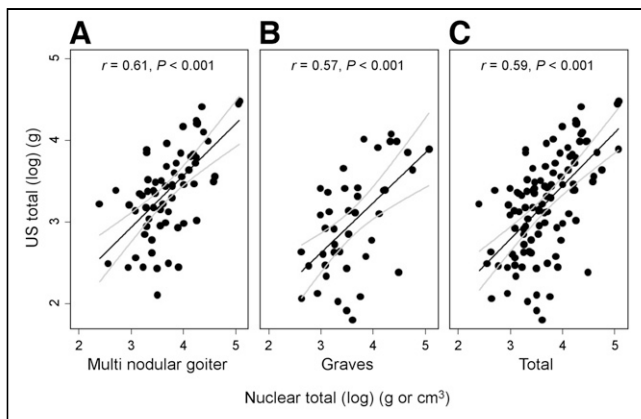 A B C
r = 0.61, P < 0.001 r = 0.57, P < 0.001 r = 0.59, P < 0.001
US total (log) (g)
5
4
3
2
2 3 4 5 2 3 4 5 2 3 4 5
Multi nodular goiter Graves Total
Nuclear total (log) (g or cm³)